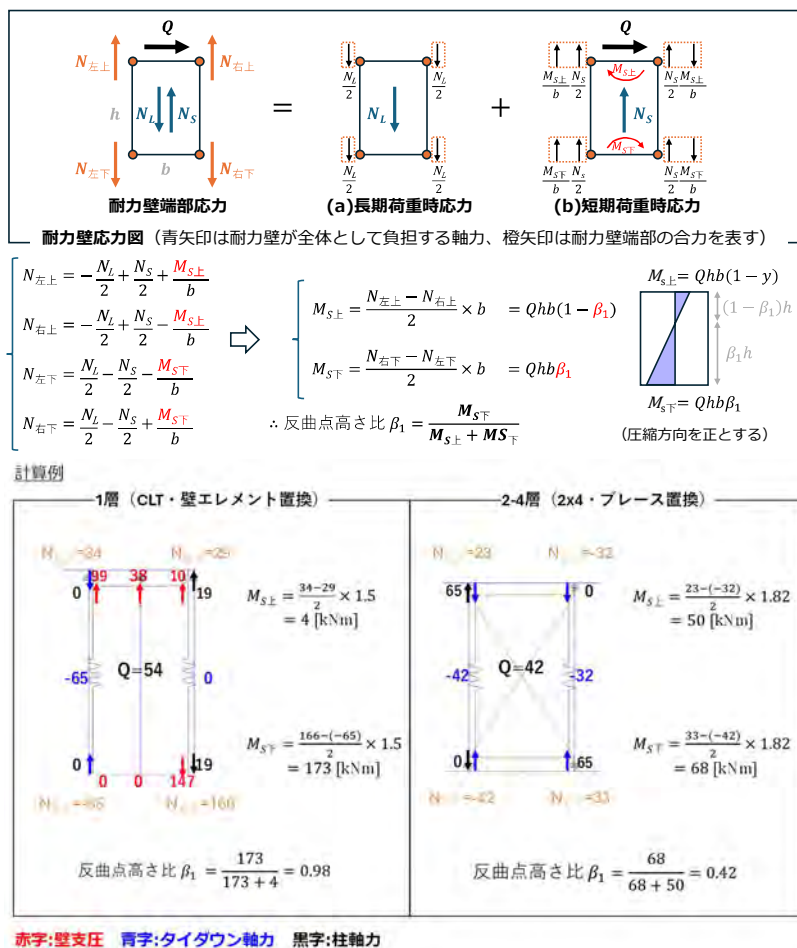 Q Q
N左上 N右上 N_L/2 N_L/2 M_S上/b N_S/2 M_S上 N_S/2 M_S上/b
h N_L N_S = N_L + N_S
N左下 b N右下 N_L/2 N_L/2 M_S下/b N_S/2 M_S下 N_S/2 M_S下/b
耐力壁端部応力 (a)長期荷重時応力 (b)短期荷重時応力
耐力壁応力図（青矢印は耐力壁が全体として負担する軸力、橙矢印は耐力壁端部の合力を表す）
N左上 = −N_L/2 + N_S/2 + M_S上/b
N右上 = −N_L/2 + N_S/2 − M_S上/b
N左下 = N_L/2 − N_S/2 − M_S下/b
N右下 = N_L/2 − N_S/2 + M_S下/b
M_S上 = (N左上 − N右上)/2 × b = Qhb(1−β₁)
M_S下 = (N右下 − N左下)/2 × b = Qhbβ₁
∴ 反曲点高さ比 β₁ = M_S下/(M_S上 + MS下)
M_s上= Qhb(1 − y)
(1 − β₁)h
β₁h
M_s下= Qhbβ₁
（圧縮方向を正とする）
計算例
1層（CLT・壁エレメント置換）
N =34 N =29
99 38 10
0 19
Q=54
-65 0
0 19
0 0 147
M_S上 = (34−29)/2 × 1.5
= 4 [kNm]
M_S下 = (166−(−65))/2 × 1.5
= 173 [kNm]
反曲点高さ比 β₁ = 173/(173 + 4) = 0.98
2-4層（2x4・ブレース置換）
N =23 N =-32
65 0
Q=42
-42 -32
0 65
N =-42 N =33
M_S上 = (23−(−32))/2 × 1.82
= 50 [kNm]
M_S下 = (33−(−42))/2 × 1.82
= 68 [kNm]
反曲点高さ比 β₁ = 68/(68 + 50) = 0.42
赤字:壁支圧 青字:タイダウン軸力 黒字:柱軸力